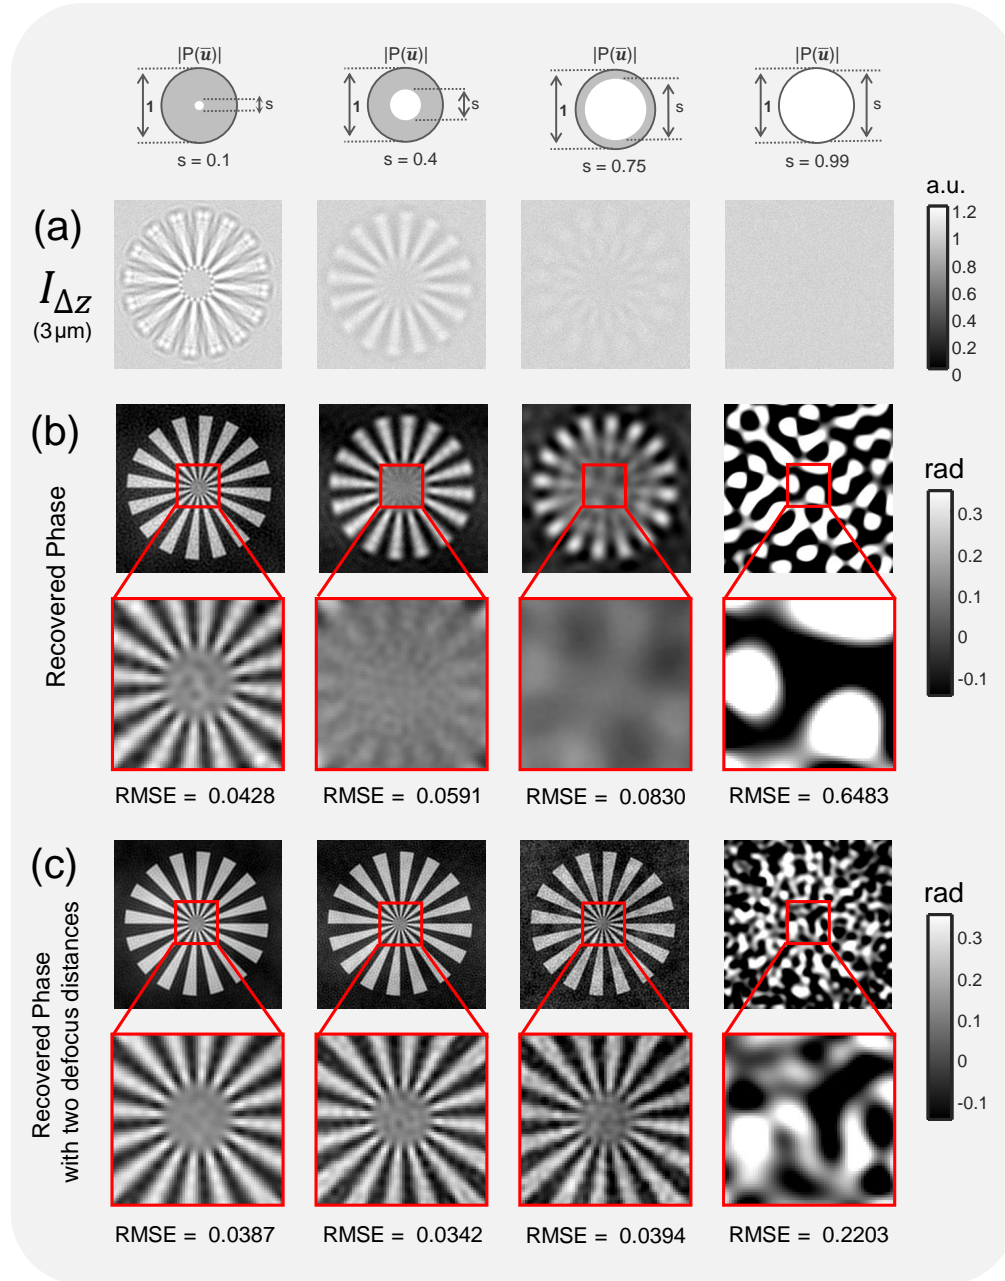 |P(ū)| |P(ū)| |P(ū)| |P(ū)|
1 s 1 s 1 s 1 s
s = 0.1 s = 0.4 s = 0.75 s = 0.99
(a)
I_Δz
(3 μm)
a.u.
1.2
1
0.8
0.6
0.4
0.2
0
(b)
Recovered Phase
rad
0.3
0.2
0.1
0
-0.1
RMSE = 0.0428 RMSE = 0.0591 RMSE = 0.0830 RMSE = 0.6483
(c)
Recovered Phase
with two defocus distances
rad
0.3
0.2
0.1
0
-0.1
RMSE = 0.0387 RMSE = 0.0342 RMSE = 0.0394 RMSE = 0.2203